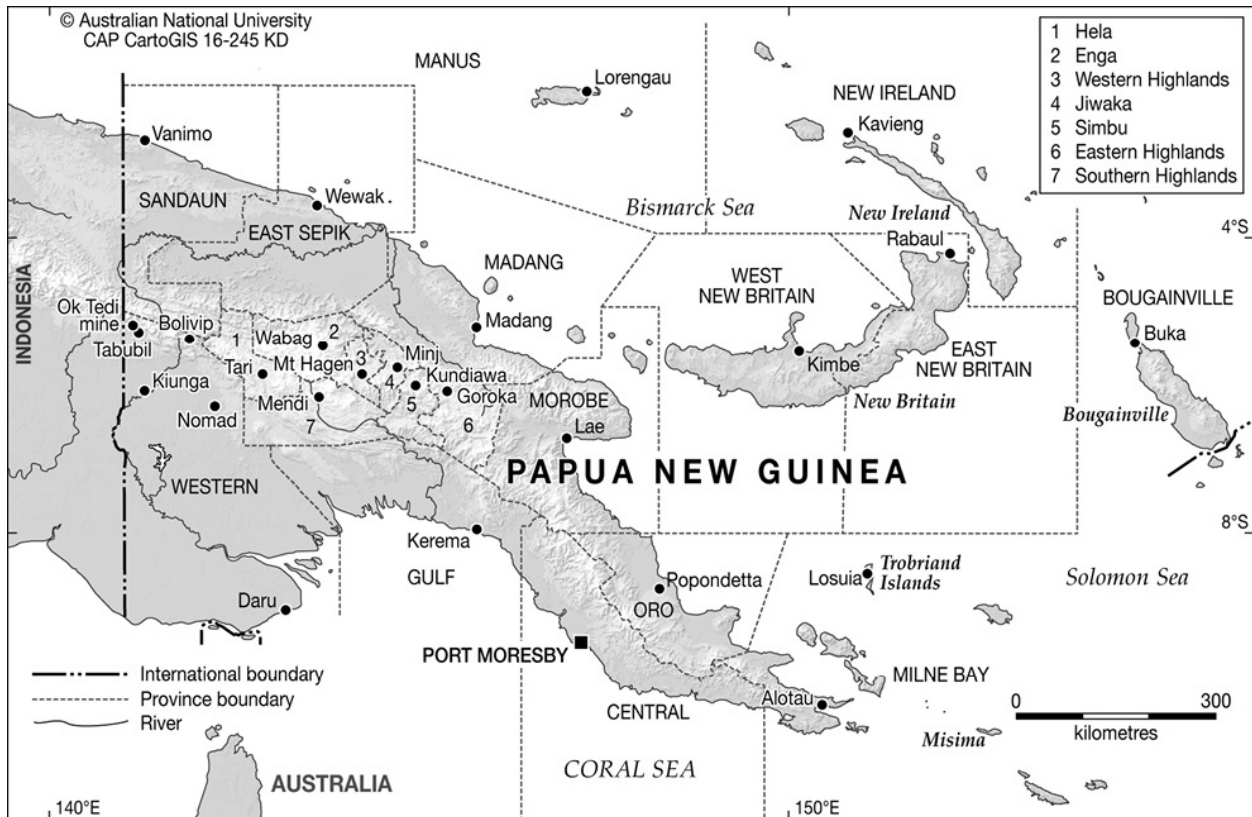 © Australian National University
CAP CartoGIS 16-245 KD
1 Hela
2 Enga
3 Western Highlands
4 Jiwaka
5 Simbu
6 Eastern Highlands
7 Southern Highlands
MANUS
Lorengau
NEW IRELAND
Kavieng
Vanimo
SANDAUN
Wewak
EAST SEPIK
Bismarck Sea
New Ireland
Rabaul
4°S
INDONESIA
MADANG
Madang
WEST
NEW BRITAIN
BOUGAINVILLE
Buka
Ok Tedi
mine
Tabubil
Bolivip
1
Wabag
2
Tari
Mt Hagen
3
Minj
4
Kundiawa
5
Goroka
6
Kiunga
Nomad
Mendi
7
MOROBE
Lae
Kimbe
EAST
NEW BRITAIN
New Britain
Bougainville
PAPUA NEW GUINEA
WESTERN
Kerema
GULF
8°S
Daru
Popondetta
ORO
Losuia
Trobriand
Islands
Solomon Sea
PORT MORESBY
CENTRAL
Alotau
MILNE BAY
Misima
International boundary
Province boundary
River
0 300
kilometres
AUSTRALIA
CORAL SEA
140°E
150°E